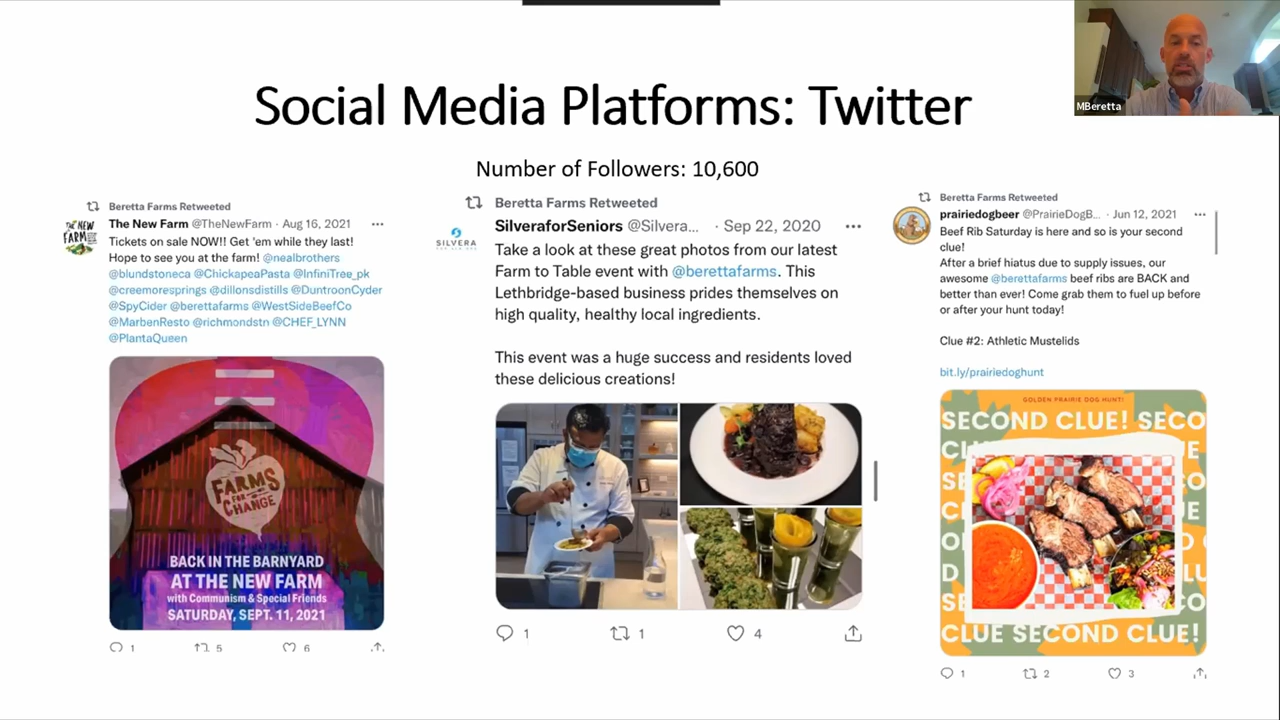 Social Media Platforms: Twitter
MBeretta
Number of Followers: 10,600
Beretta Farms Retweeted
THE NEW
FARM
The New Farm @TheNewFarm · Aug 16, 2021
Tickets on sale NOW!! Get 'em while they last!
Hope to see you at the farm! @nealbrothers
@blundstoneca @ChickapeaPasta @InfiniTree_pk
@creemoresprings @dillonsdistills @DuntroonCyder
@SpyCider @berettafarms @WestSideBeefCo
@MarbenResto @richmondstn @CHEF_LYNN
@PlantaQueen
FARMS
FOR
CHANGE
BACK IN THE BARNYARD
AT THE NEW FARM
with Communism & Special Friends
SATURDAY, SEPT. 11, 2021
1 5 6
Beretta Farms Retweeted
SILVERA
SilveraforSeniors @Silvera... · Sep 22, 2020
Take a look at these great photos from our latest
Farm to Table event with @berettafarms. This
Lethbridge-based business prides themselves on
high quality, healthy local ingredients.
This event was a huge success and residents loved
these delicious creations!
1 1 4
Beretta Farms Retweeted
prairiedogbeer @PrairieDogB... · Jun 12, 2021
Beef Rib Saturday is here and so is your second
clue!
After a brief hiatus due to supply issues, our
awesome @berettafarms beef ribs are BACK and
better than ever! Come grab them to fuel up before
or after your hunt today!
Clue #2: Athletic Mustelids
bit.ly/prairiedoghunt
GOLDEN PRAIRIE DOG HUNT!
SECOND CLUE! SECO
CLUE SECOND CLUE!
1 2 3